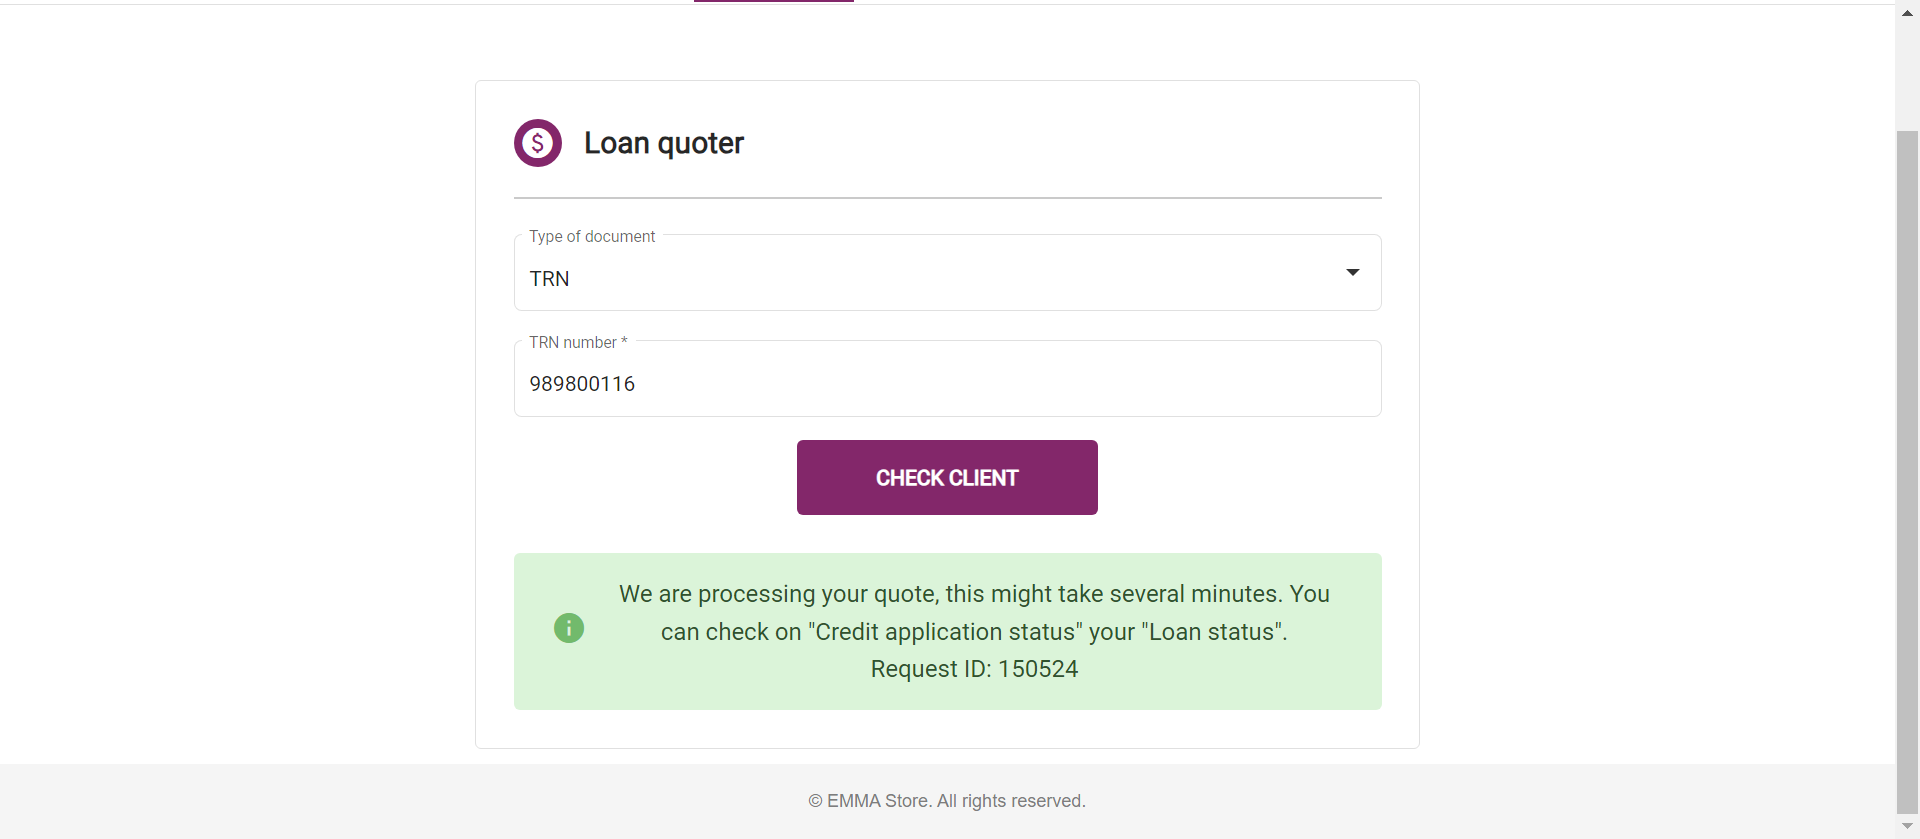 Loan quoter
Type of document
TRN
TRN number *
989800116
CHECK CLIENT
We are processing your quote, this might take several minutes. You
can check on "Credit application status" your "Loan status".
Request ID: 150524
© EMMA Store. All rights reserved.